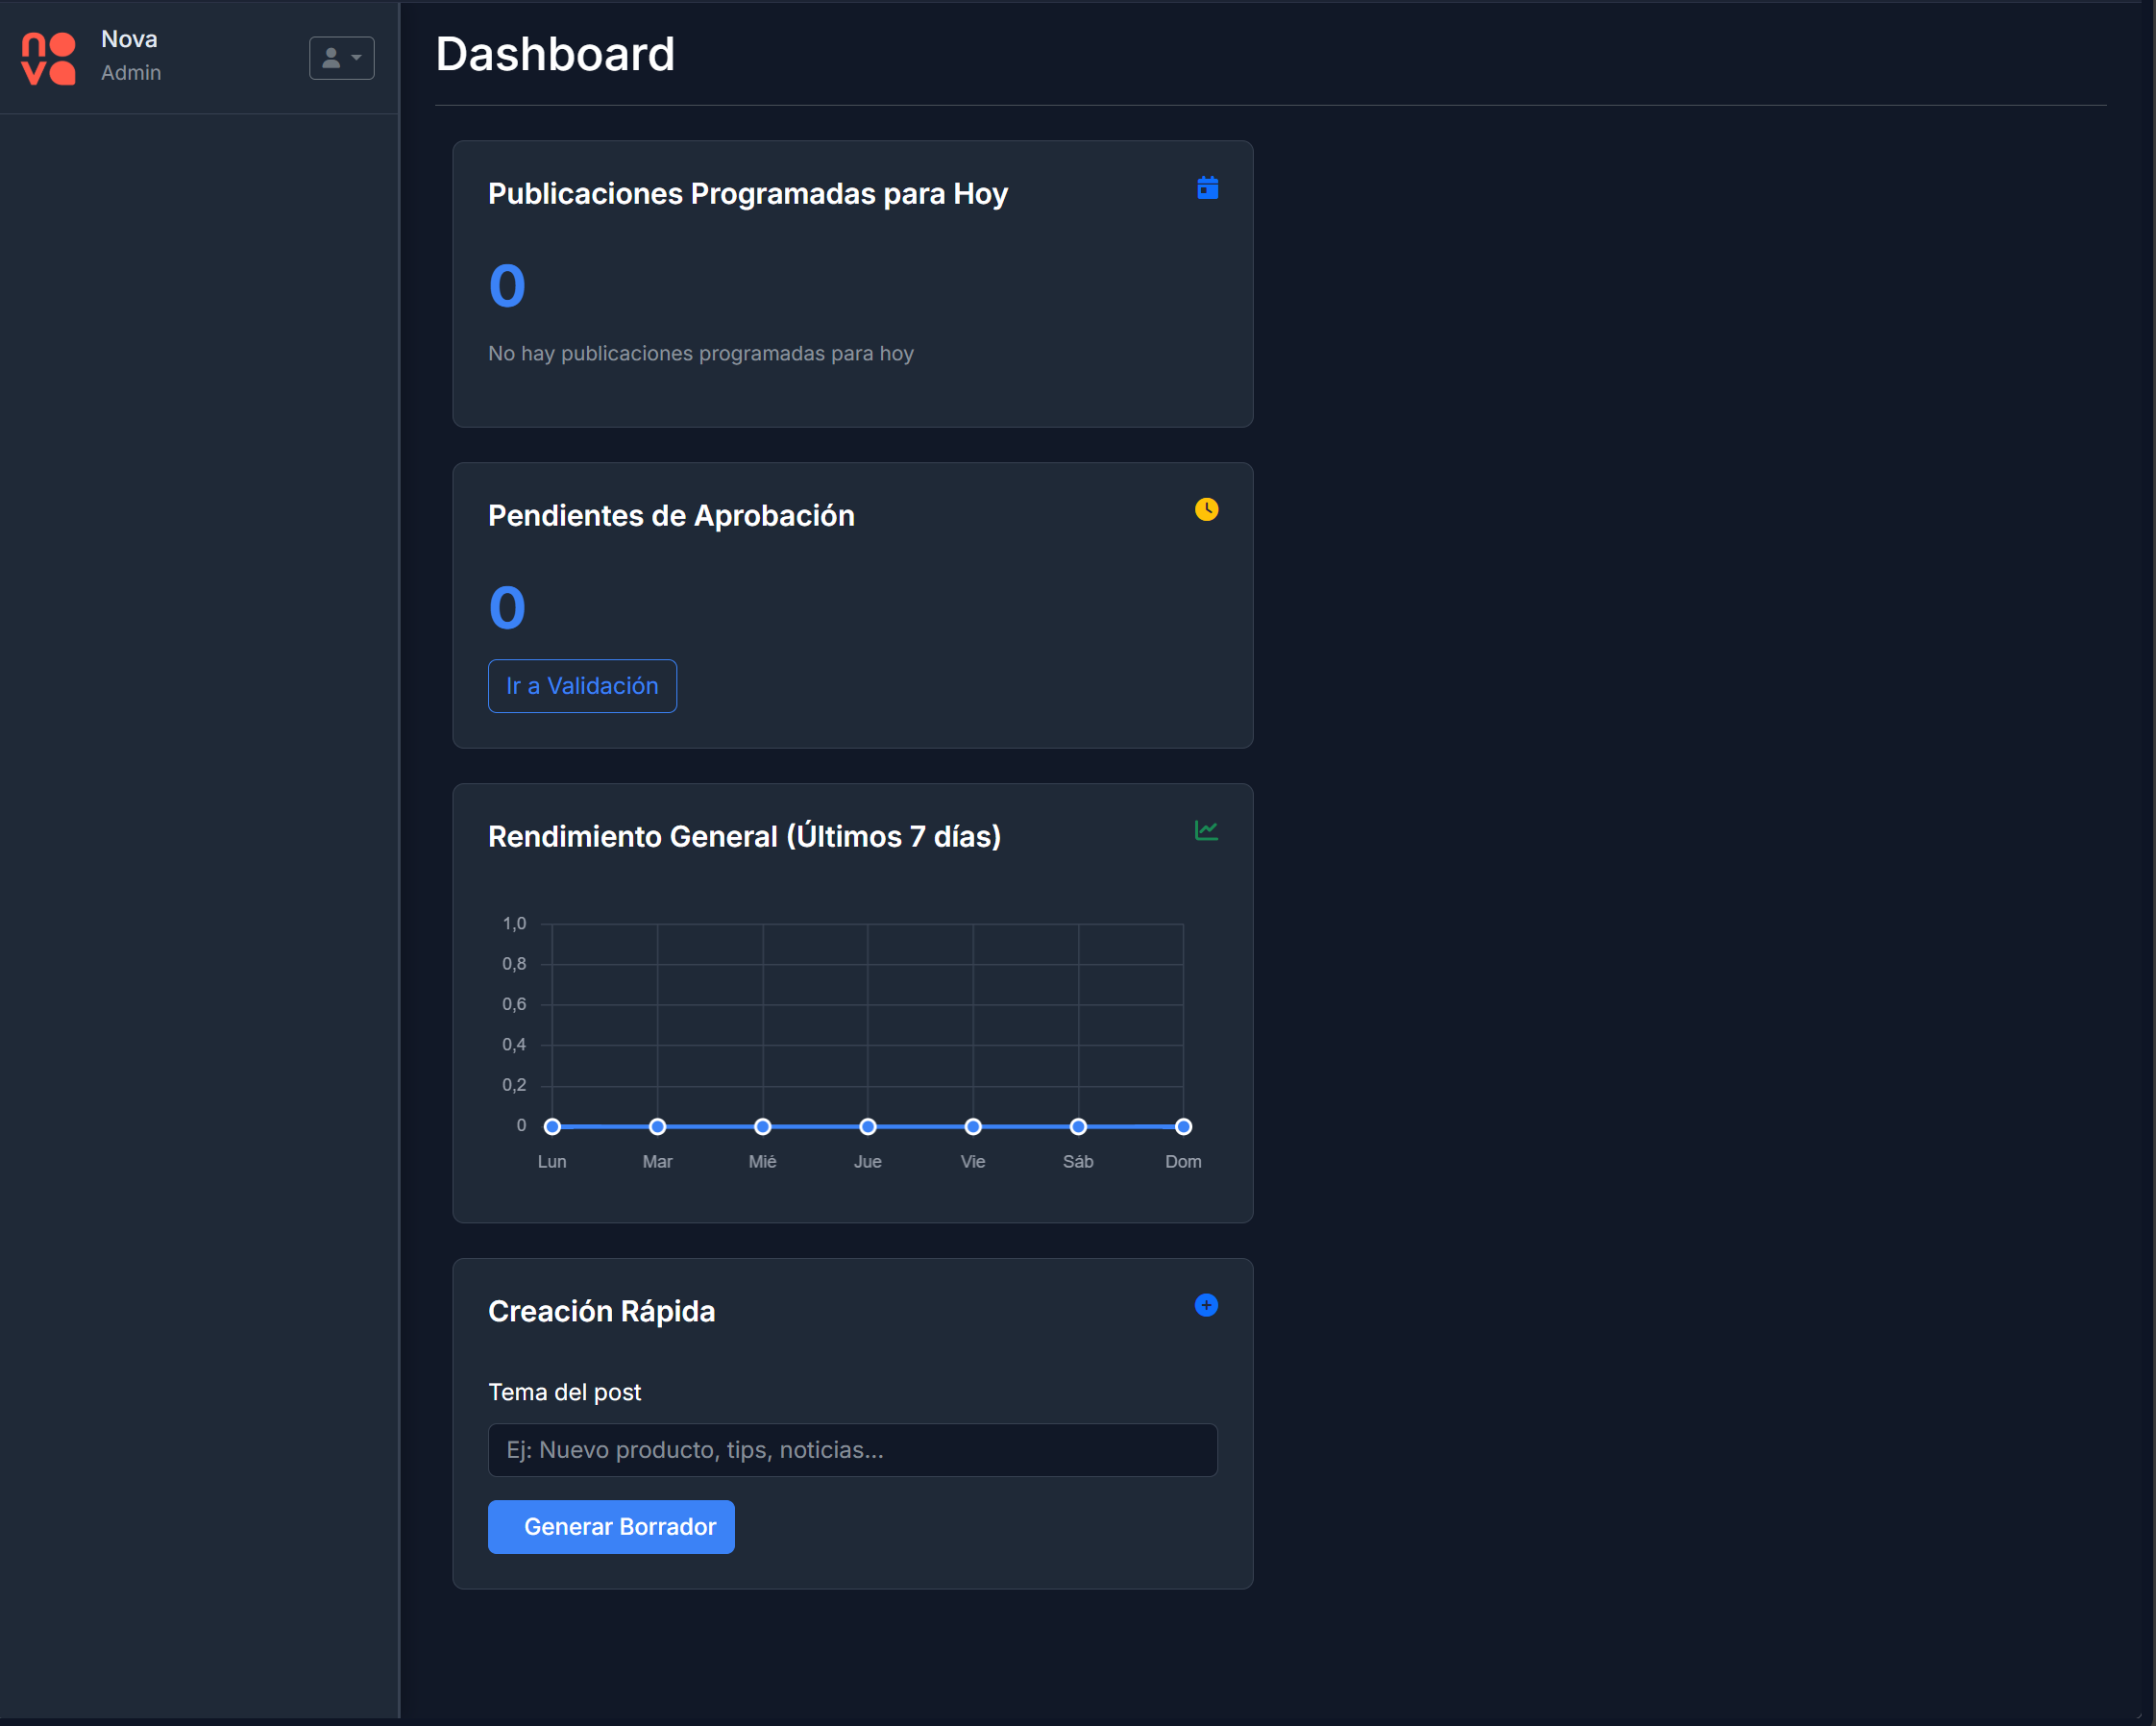 nova
Nova
Admin
Dashboard
Publicaciones Programadas para Hoy
0
No hay publicaciones programadas para hoy
Pendientes de Aprobación
0
Ir a Validación
Rendimiento General (Últimos 7 días)
1,0
0,8
0,6
0,4
0,2
0
Lun Mar Mié Jue Vie Sáb Dom
Creación Rápida
Tema del post
Ej: Nuevo producto, tips, noticias...
Generar Borrador